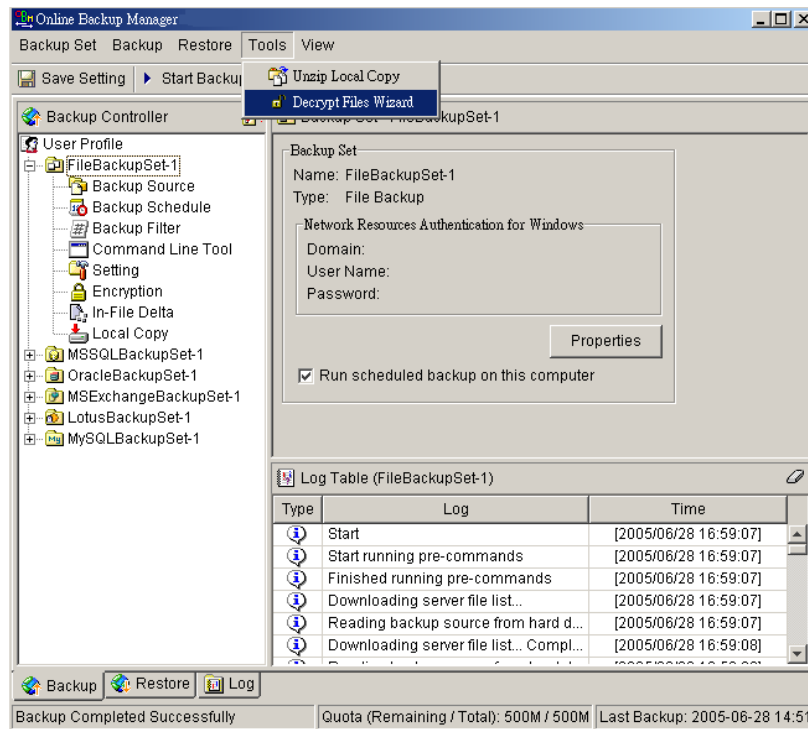 Online Backup Manager
Backup Set Backup Restore Tools View
Save Setting Start Backup
Unzip Local Copy
Decrypt Files Wizard
Backup Controller
FileBackupSet-1
User Profile
FileBackupSet-1
Backup Source
Backup Schedule
Backup Filter
Command Line Tool
Setting
Encryption
In-File Delta
Local Copy
MSSQLBackupSet-1
OracleBackupSet-1
MSExchangeBackupSet-1
LotusBackupSet-1
MySQLBackupSet-1
Backup Set
Name: FileBackupSet-1
Type: File Backup
Network Resources Authentication for Windows
Domain:
User Name:
Password:
Properties
Run scheduled backup on this computer
Log Table (FileBackupSet-1)
Type Log Time
Start [2005/06/28 16:59:07]
Start running pre-commands [2005/06/28 16:59:07]
Finished running pre-commands [2005/06/28 16:59:07]
Downloading server file list... [2005/06/28 16:59:07]
Reading backup source from hard d... [2005/06/28 16:59:07]
Downloading server file list... Compl... [2005/06/28 16:59:08]
Backup Restore Log
Backup Completed Successfully Quota (Remaining / Total): 500M / 500M Last Backup: 2005-06-28 14:51